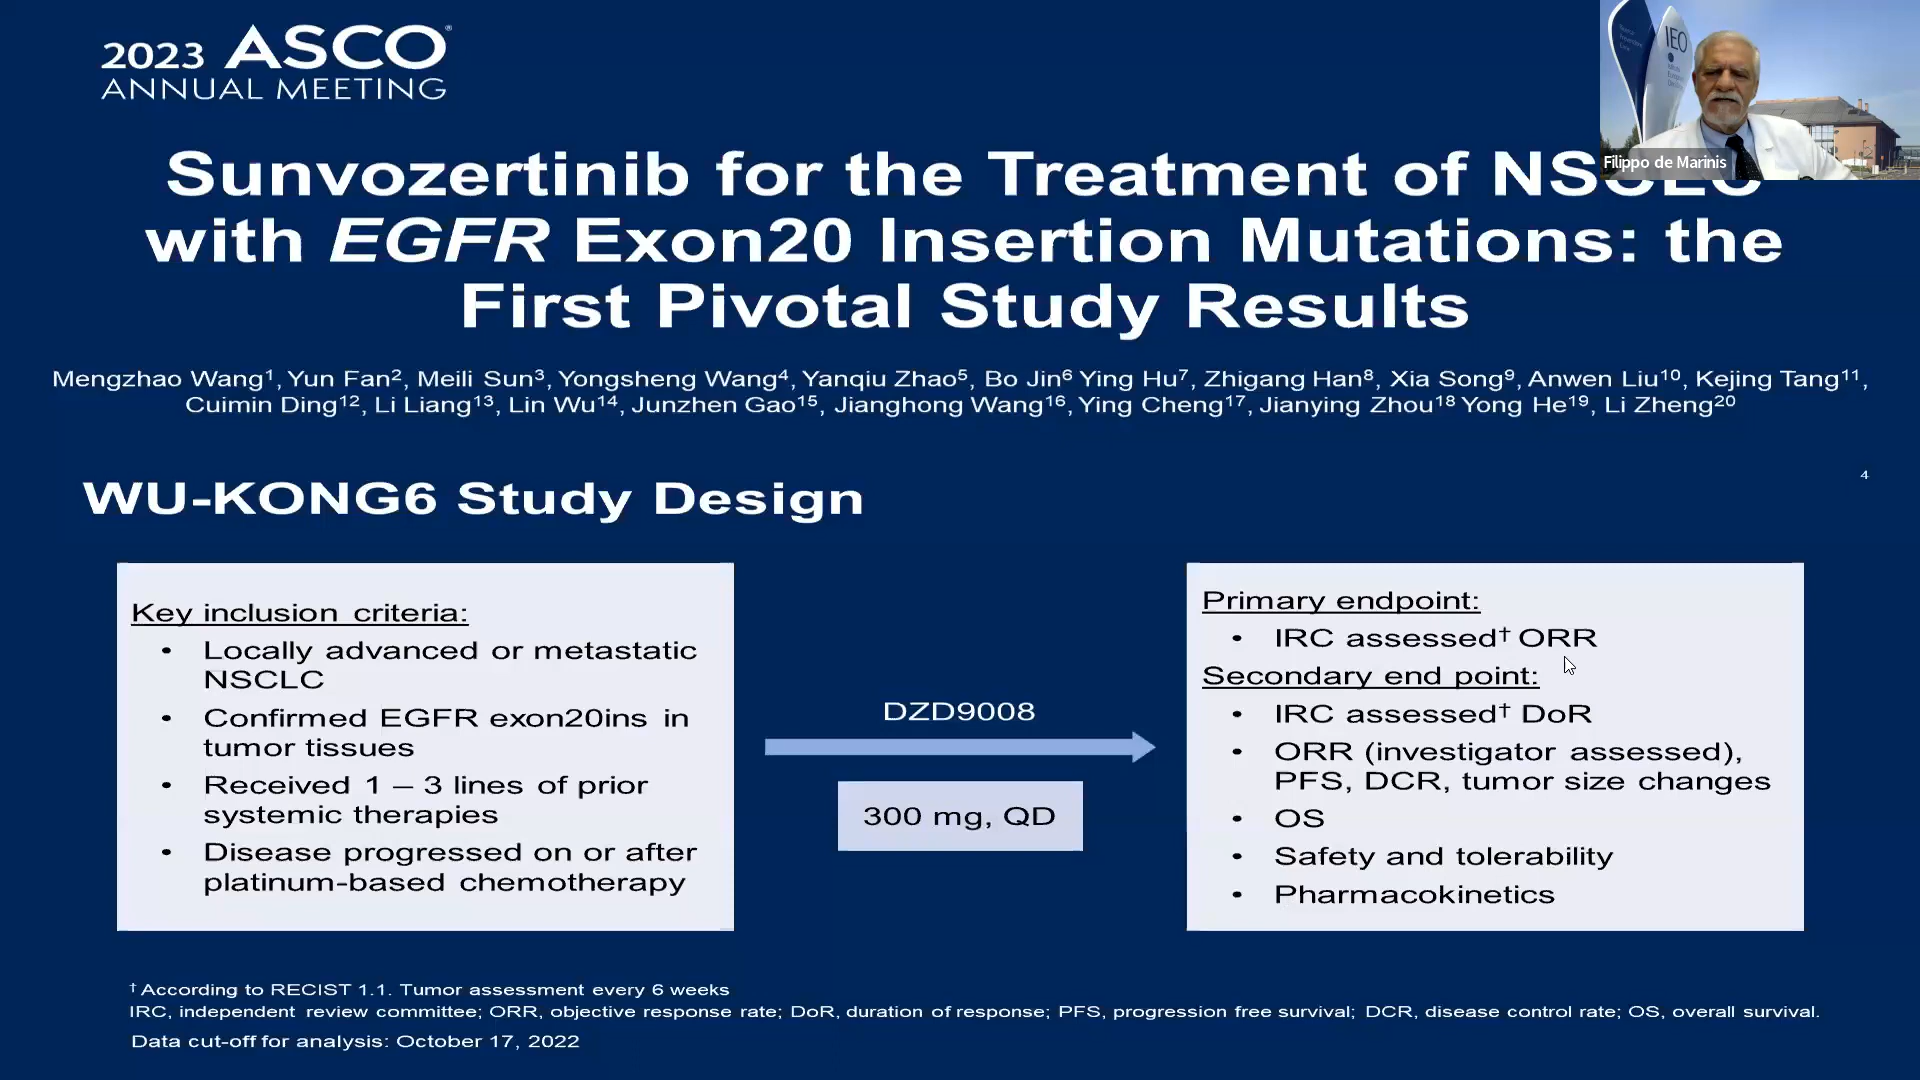 2023 ASCO®
ANNUAL MEETING
IEO
Filippo de Marinis
Sunvozertinib for the Treatment of NSCLC
with EGFR Exon20 Insertion Mutations: the
First Pivotal Study Results
Mengzhao Wang¹, Yun Fan², Meili Sun³, Yongsheng Wang⁴, Yanqiu Zhao⁵, Bo Jin⁶ Ying Hu⁷, Zhigang Han⁸, Xia Song⁹, Anwen Liu¹⁰, Kejing Tang¹¹,
Cuimin Ding¹², Li Liang¹³, Lin Wu¹⁴, Junzhen Gao¹⁵, Jianghong Wang¹⁶, Ying Cheng¹⁷, Jianying Zhou¹⁸ Yong He¹⁹, Li Zheng²⁰
4
WU-KONG6 Study Design
Key inclusion criteria:
• Locally advanced or metastatic
NSCLC
• Confirmed EGFR exon20ins in
tumor tissues
• Received 1 – 3 lines of prior
systemic therapies
• Disease progressed on or after
platinum-based chemotherapy
DZD9008
300 mg, QD
Primary endpoint:
• IRC assessed† ORR
Secondary end point:
• IRC assessed† DoR
• ORR (investigator assessed),
PFS, DCR, tumor size changes
• OS
• Safety and tolerability
• Pharmacokinetics
† According to RECIST 1.1. Tumor assessment every 6 weeks
IRC, independent review committee; ORR, objective response rate; DoR, duration of response; PFS, progression free survival; DCR, disease control rate; OS, overall survival.
Data cut-off for analysis: October 17, 2022